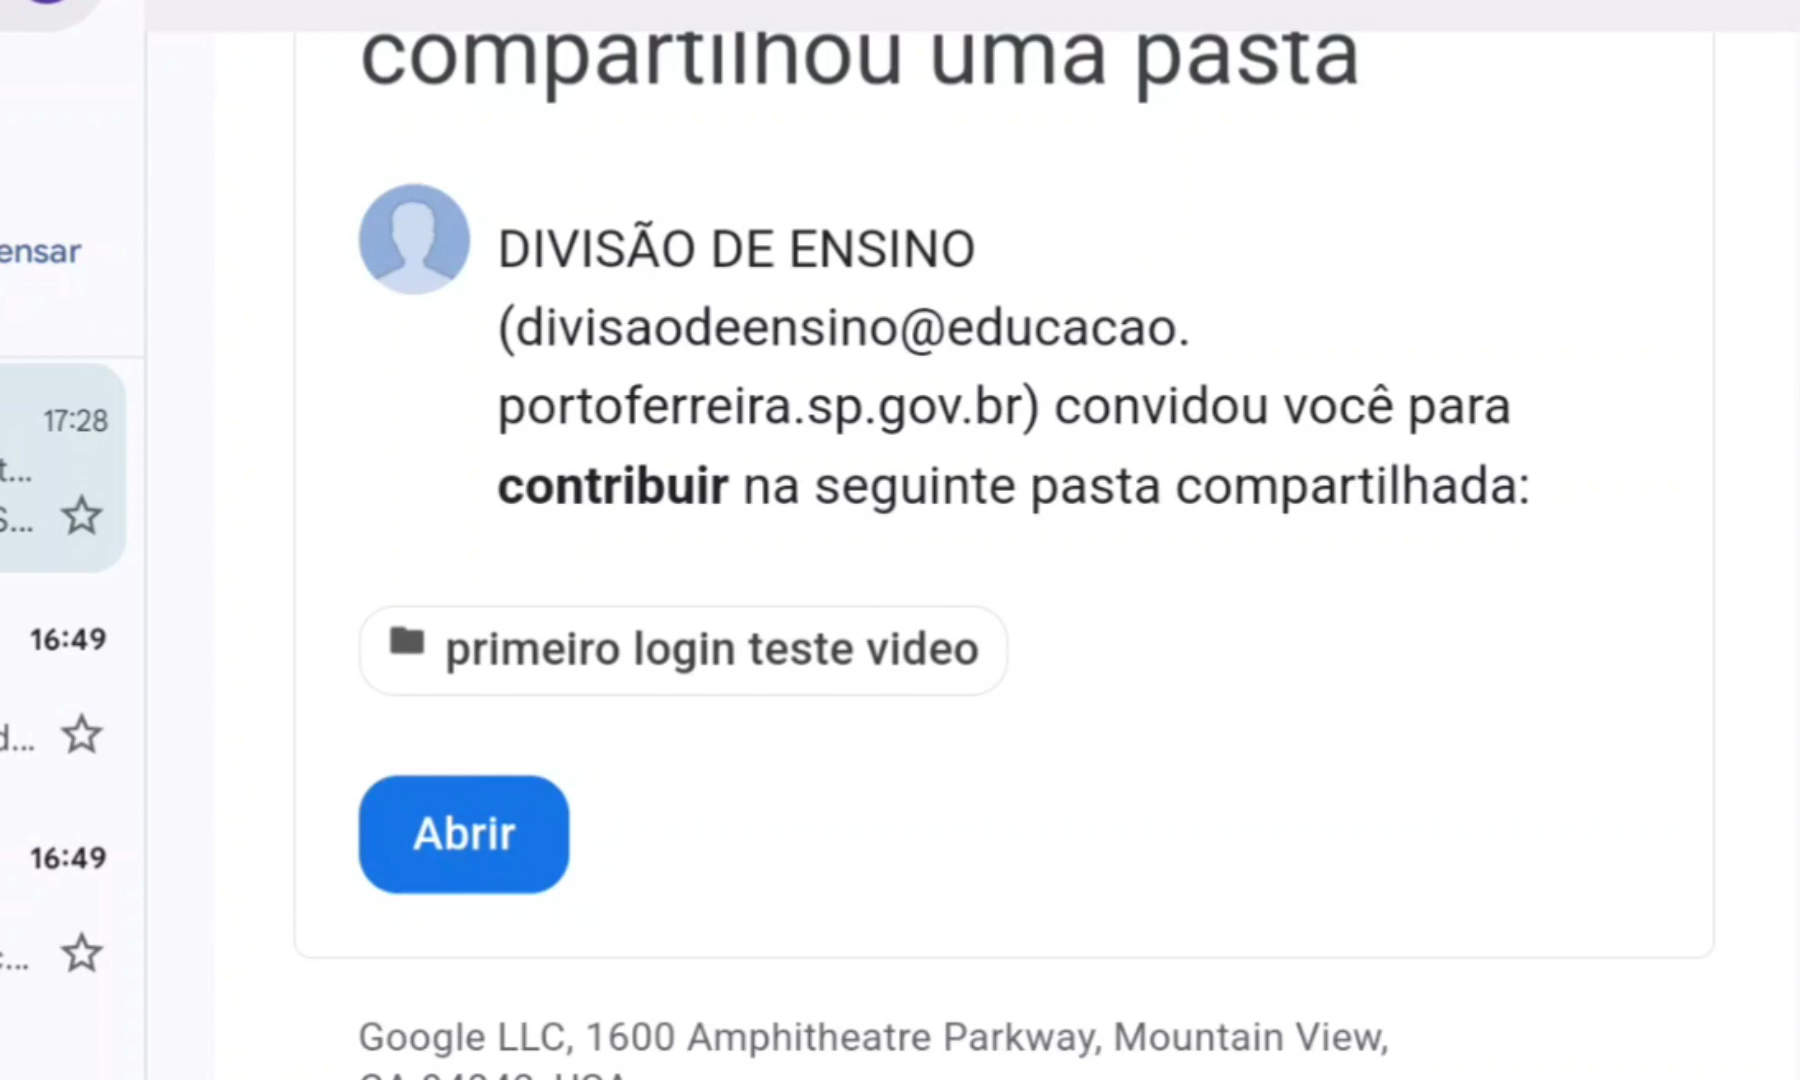 compartilhou uma pasta
ensar
DIVISÃO DE ENSINO
(divisaodeensino@educacao.
portoferreira.sp.gov.br) convidou você para
contribuir na seguinte pasta compartilhada:
17:28
t...
S...
16:49
d...
primeiro login teste video
Abrir
16:49
c...
Google LLC, 1600 Amphitheatre Parkway, Mountain View,